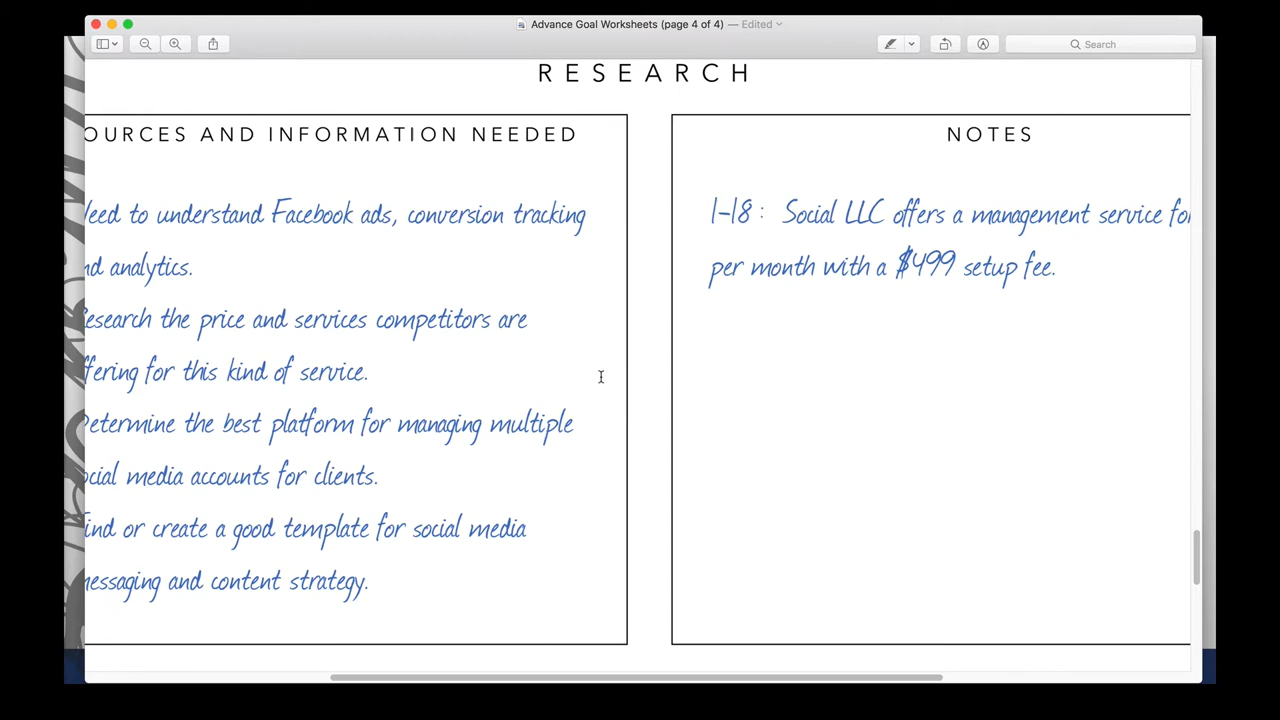 Advance Goal Worksheets (page 4 of 4) — Edited
Search
RESEARCH
OURCES AND INFORMATION NEEDED
eed to understand Facebook ads, conversion tracking
nd analytics.
esearch the price and services competitors are
ffering for this kind of service.
etermine the best platform for managing multiple
ocial media accounts for clients.
ind or create a good template for social media
essaging and content strategy.
NOTES
1-18: Social LLC offers a management service for
per month with a $499 setup fee.